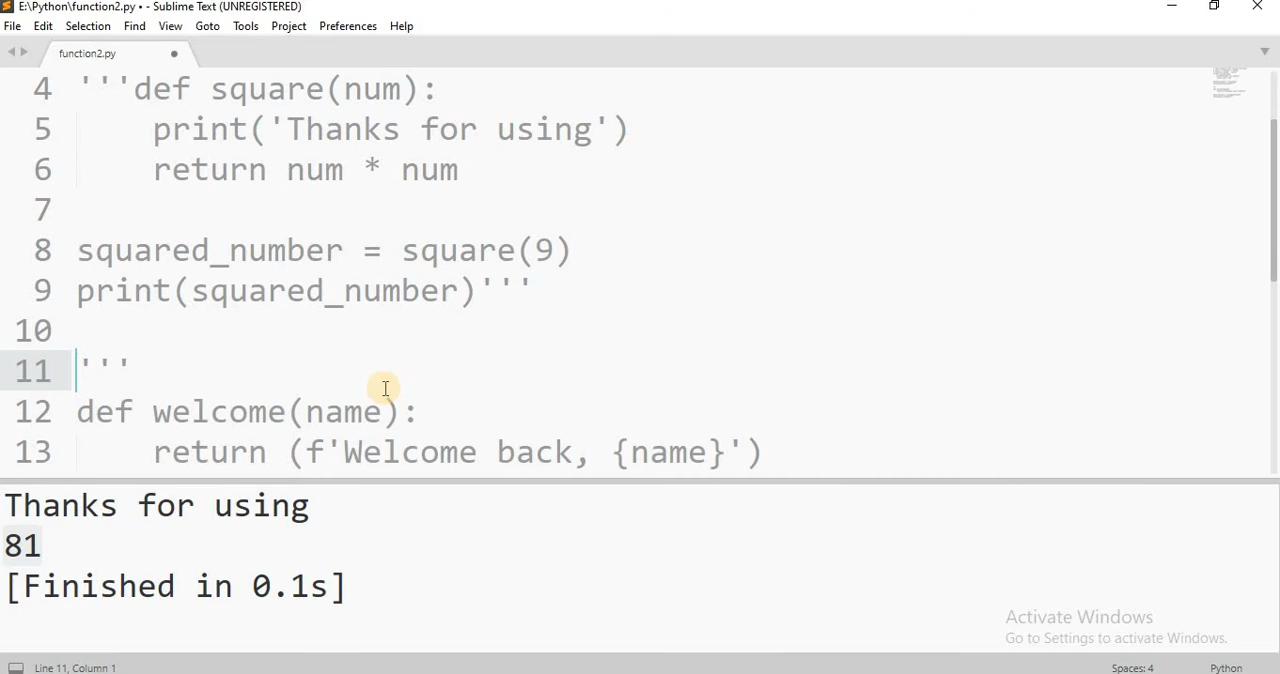 E:\Python\function2.py • - Sublime Text (UNREGISTERED)
File Edit Selection Find View Goto Tools Project Preferences Help
function2.py
4 '''def square(num):
5     print('Thanks for using')
6     return num * num
7
8 squared_number = square(9)
9 print(squared_number)'''
10
11 '''
12 def welcome(name):
13     return (f'Welcome back, {name}')
Thanks for using
81
[Finished in 0.1s]
Activate Windows
Go to Settings to activate Windows.
Line 11, Column 1
Spaces: 4
Python